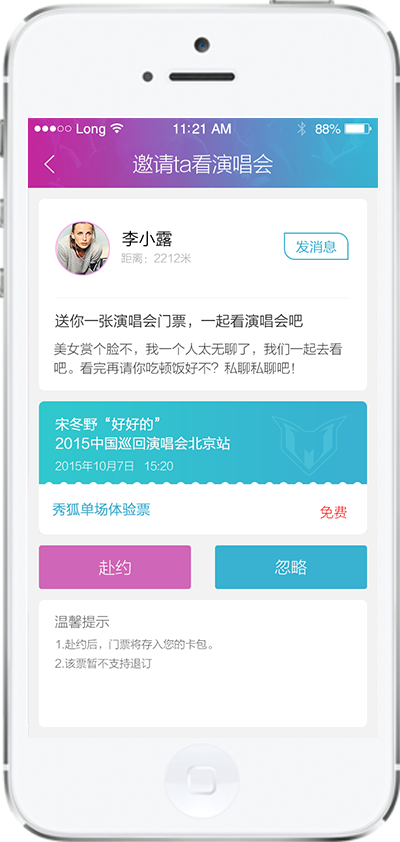 Long 11:21 AM 88%
邀请ta看演唱会
李小露
距离：2212米
发消息
送你一张演唱会门票，一起看演唱会吧
美女赏个脸不，我一个人太无聊了，我们一起去看
吧。看完再请你吃顿饭好不？私聊私聊吧！
宋冬野“好好的”
2015中国巡回演唱会北京站
2015年10月7日 15:20
秀狐单场体验票
免费
赴约
忽略
温馨提示
1.赴约后，门票将存入您的卡包。
2.该票暂不支持退订